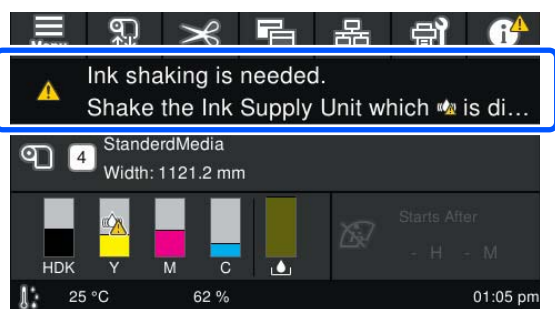 Menu
Ink shaking is needed.
Shake the Ink Supply Unit which is di...
4
StanderdMedia
Width: 1121.2 mm
Starts After
- H - M
HDK Y M C
25 °C 62 % 01:05 pm